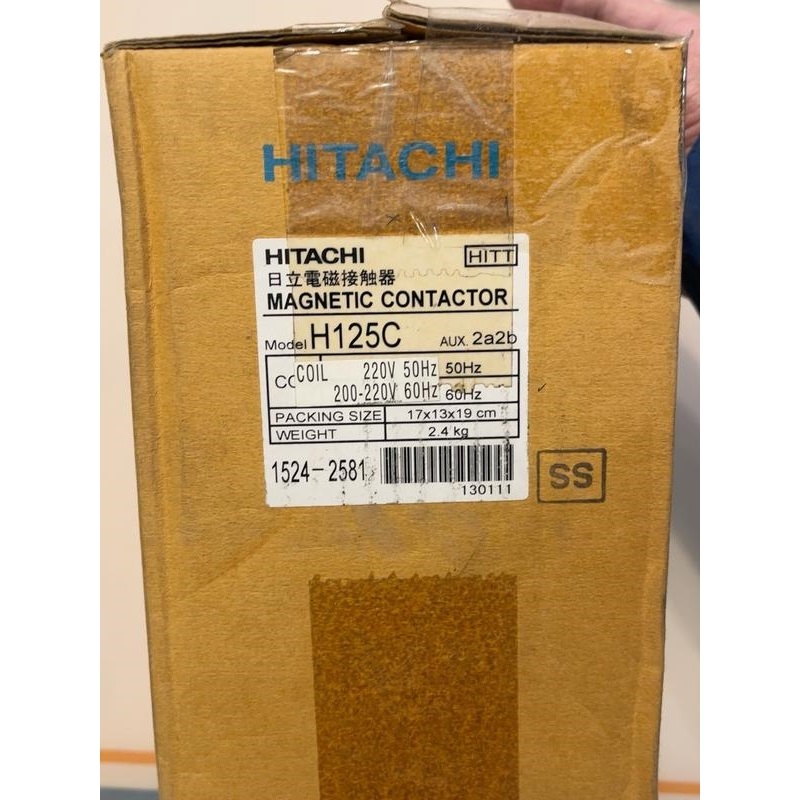 HITACHI
HITACHI HITT
日立電磁接触器
MAGNETIC CONTACTOR
Model H125C AUX. 2a2b
COIL 220V 50Hz 50Hz
200-220V 60Hz 60Hz
PACKING SIZE 17x13x19 cm
WEIGHT 2.4 kg
1524-2581
130111
SS